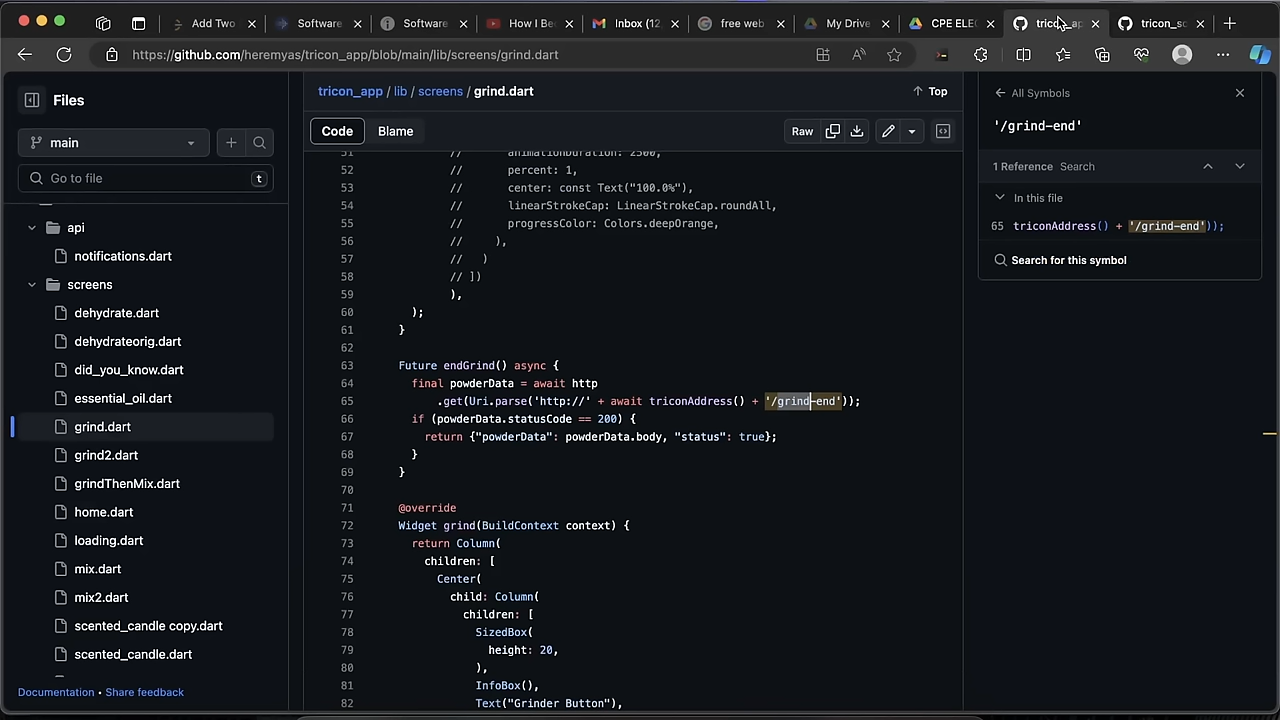 Add Two
Software
Software
How I Bec
Inbox (12,
free web
My Drive
CPE ELEC
tricon_ap
tricon_sc
https://github.com/heremyas/tricon_app/blob/main/lib/screens/grind.dart
Files
main
Go to file
t
api
notifications.dart
screens
dehydrate.dart
dehydrateorig.dart
did_you_know.dart
essential_oil.dart
grind.dart
grind2.dart
grindThenMix.dart
home.dart
loading.dart
mix.dart
mix2.dart
scented_candle copy.dart
scented_candle.dart
Documentation • Share feedback
tricon_app / lib / screens / grind.dart
Top
Code
Blame
Raw
51 // animationDuration: 2500,
52 // percent: 1,
53 // center: const Text("100.0%"),
54 // linearStrokeCap: LinearStrokeCap.roundAll,
55 // progressColor: Colors.deepOrange,
56 // ),
57 // )
58 // ])
59 ),
60 );
61 }
62
63 Future endGrind() async {
64 final powderData = await http
65 .get(Uri.parse('http://' + await triconAddress() + '/grind-end'));
66 if (powderData.statusCode == 200) {
67 return {"powderData": powderData.body, "status": true};
68 }
69 }
70
71 @override
72 Widget grind(BuildContext context) {
73 return Column(
74 children: [
75 Center(
76 child: Column(
77 children: [
78 SizedBox(
79 height: 20,
80 ),
81 InfoBox(),
82 Text("Grinder Button"),
All Symbols
'/grind-end'
1 Reference Search
In this file
65 triconAddress() + '/grind-end'));
Search for this symbol